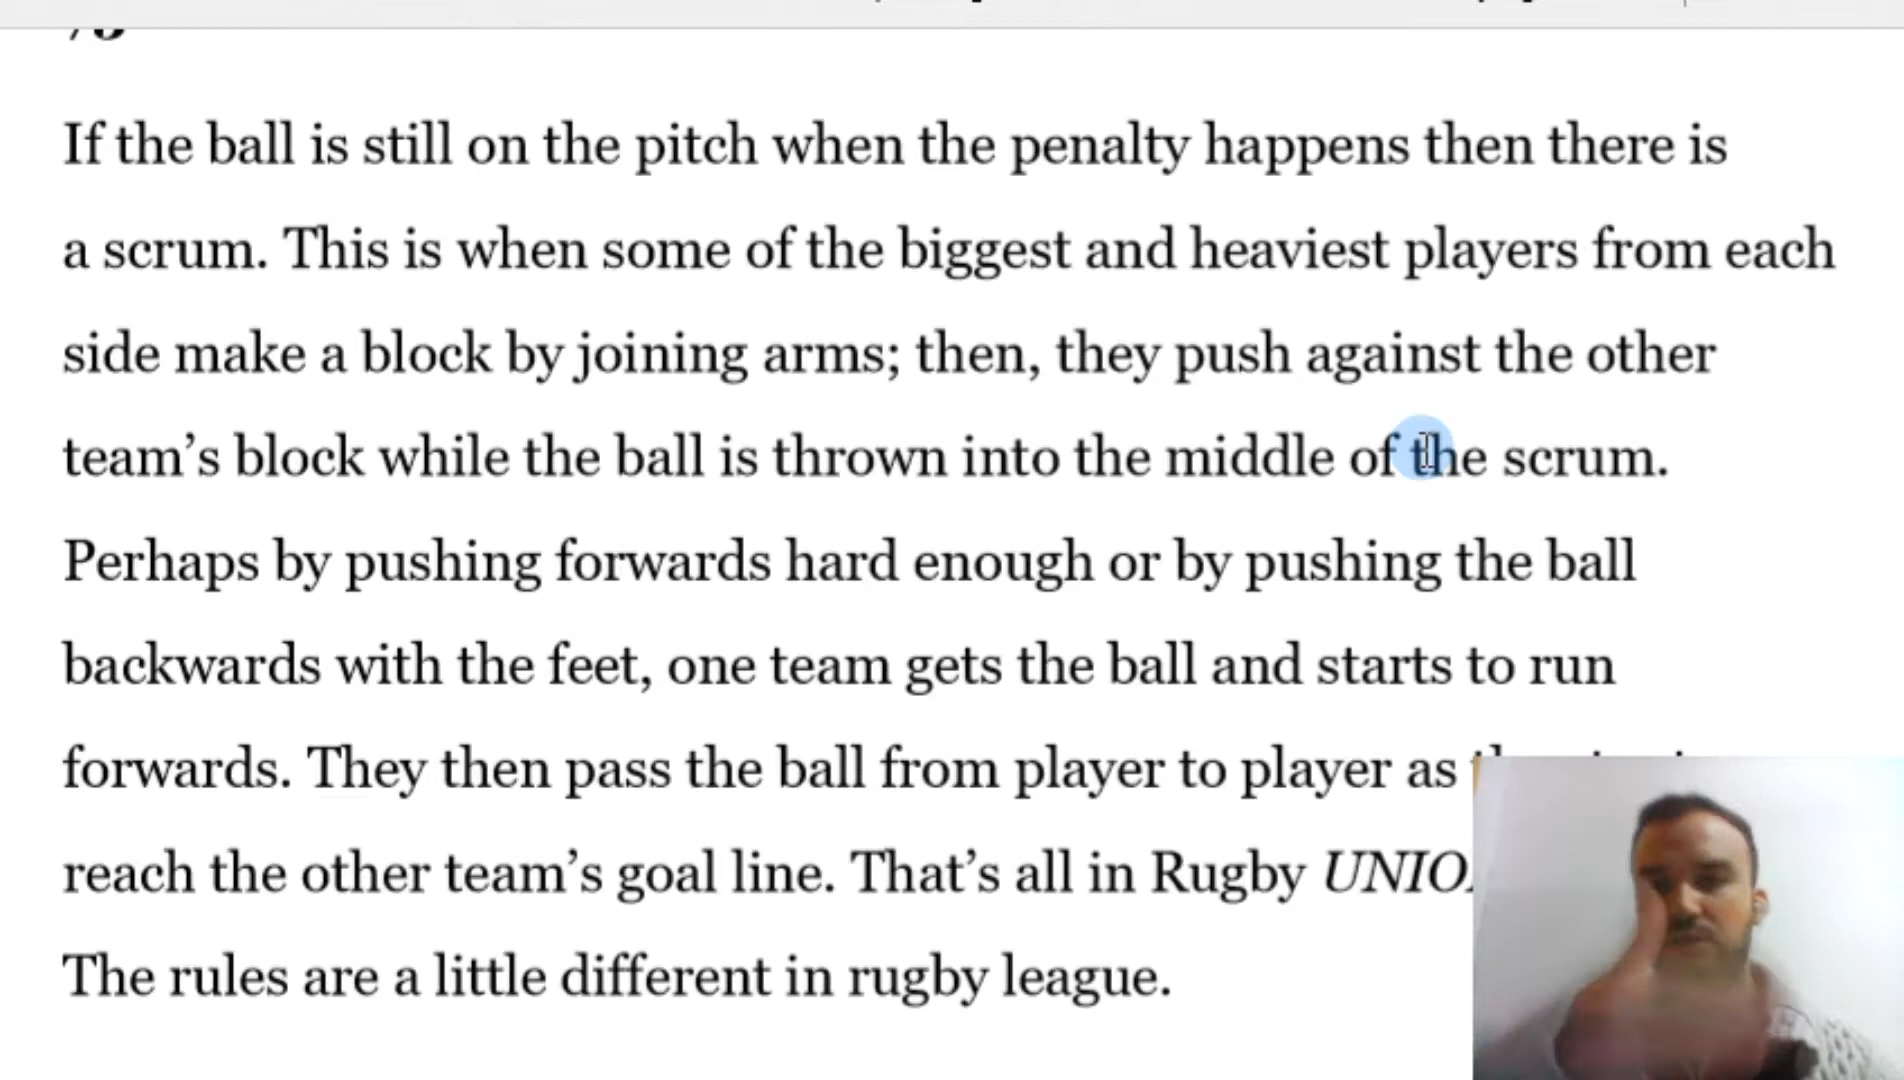 If the ball is still on the pitch when the penalty happens then there is
a scrum. This is when some of the biggest and heaviest players from each
side make a block by joining arms; then, they push against the other
team’s block while the ball is thrown into the middle of the scrum.
Perhaps by pushing forwards hard enough or by pushing the ball
backwards with the feet, one team gets the ball and starts to run
forwards. They then pass the ball from player to player as
reach the other team’s goal line. That’s all in Rugby
The rules are a little different in rugby league.